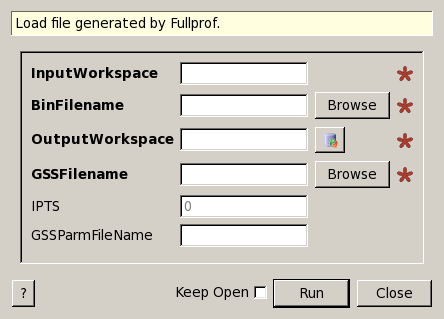 Load file generated by Fullprof.
InputWorkspace
BinFilename Browse
OutputWorkspace
GSSFilename Browse
IPTS 0
GSSParmFileName
? Keep Open Run Close